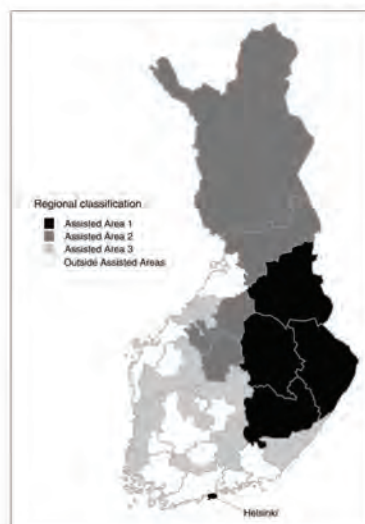 Regional classification
Assisted Area 1
Assisted Area 2
Assisted Area 3
Outside Assisted Areas
Helsinki